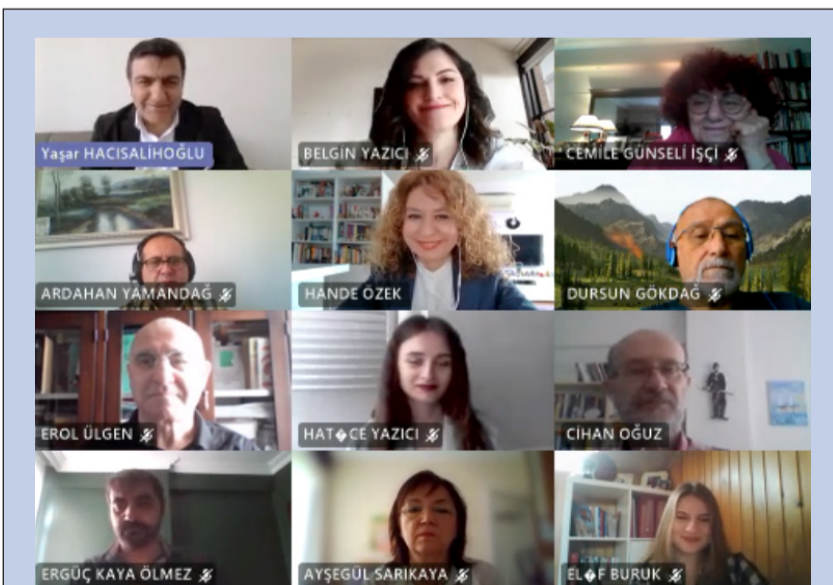 Yaşar HACISALİHOĞLU
BELGİN YAZICI
CEMİLE GÜNSELİ İŞÇİ
ARDAHAN YAMANDAĞ
HANDE ÖZEK
DURSUN GÖKDAĞ
EROL ÜLGEN
HAT�CE YAZICI
CİHAN OĞUZ
ERGÜÇ KAYA ÖLMEZ
AYŞEGÜL SARIKAYA
EL�F BURUK